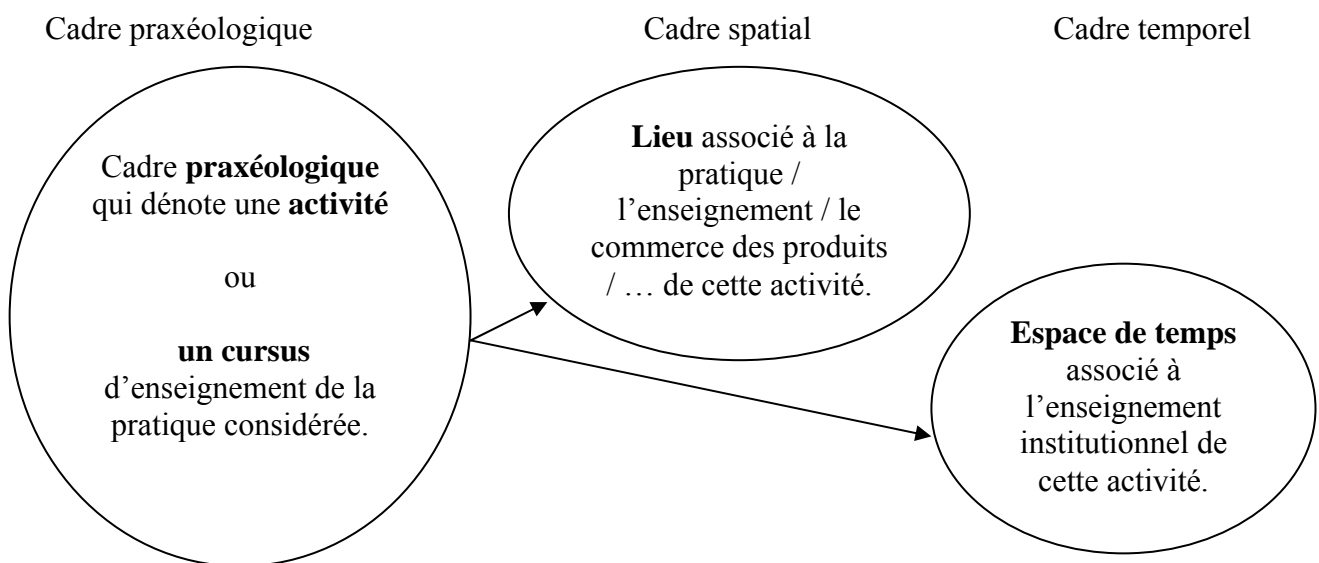 Cadre praxéologique
Cadre spatial
Cadre temporel
Cadre praxéologique
qui dénote une activité
ou
un cursus
d’enseignement de la
pratique considérée.
Lieu associé à la
pratique /
l’enseignement / le
commerce des produits
/ … de cette activité.
Espace de temps
associé à
l’enseignement
institutionnel de
cette activité.